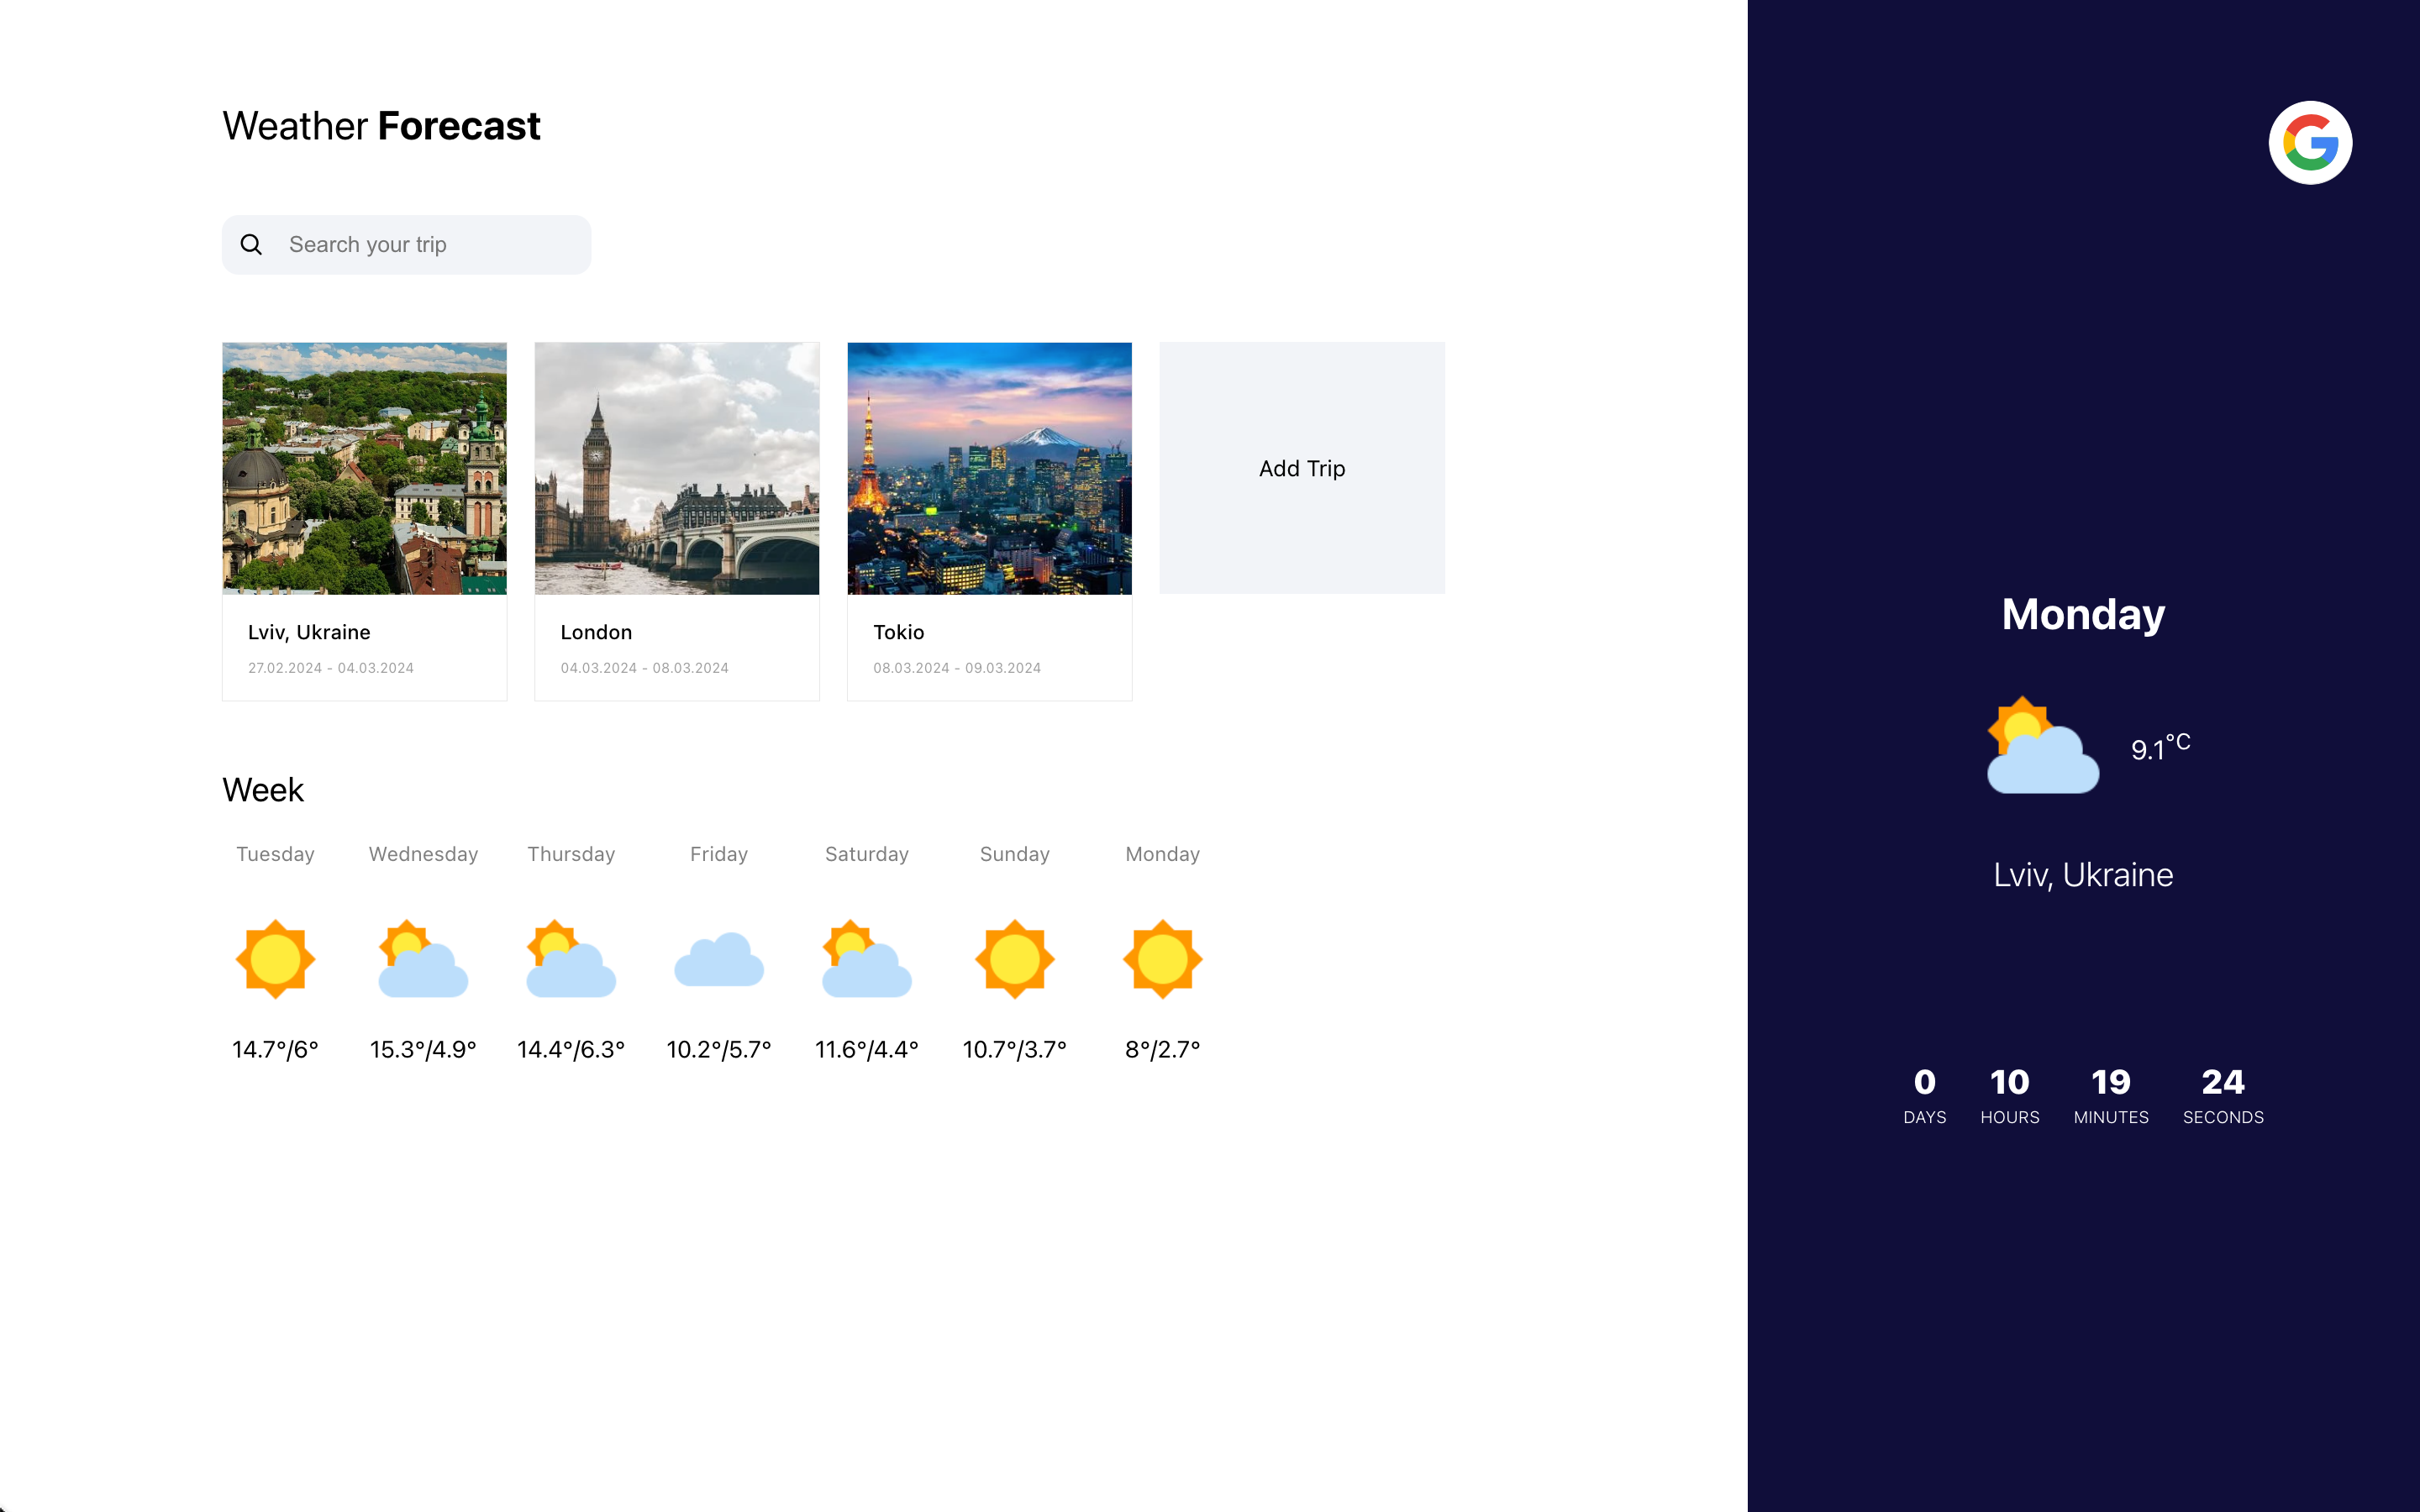 Weather Forecast
Search your trip
Add Trip
Lviv, Ukraine
27.02.2024 - 04.03.2024
London
04.03.2024 - 08.03.2024
Tokio
08.03.2024 - 09.03.2024
Week
Tuesday Wednesday Thursday Friday Saturday Sunday Monday
14.7°/6° 15.3°/4.9° 14.4°/6.3° 10.2°/5.7° 11.6°/4.4° 10.7°/3.7° 8°/2.7°
G
Monday
9.1°C
Lviv, Ukraine
0 10 19 24
DAYS HOURS MINUTES SECONDS